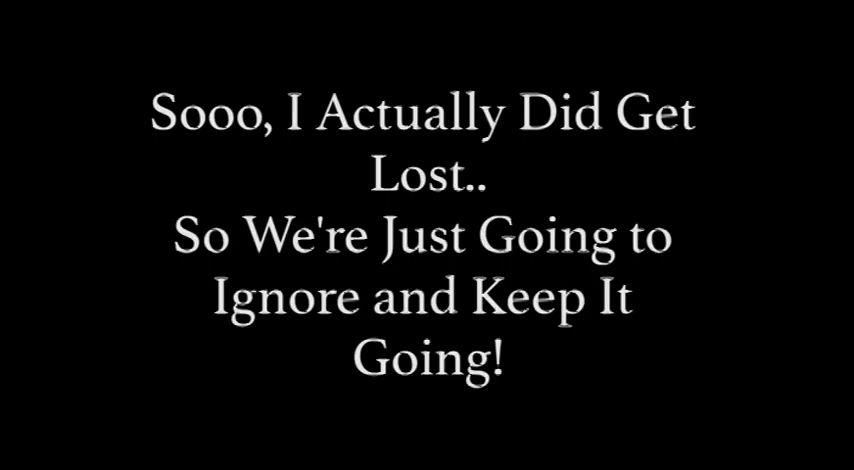 Sooo, I Actually Did Get
Lost..
So We're Just Going to
Ignore and Keep It
Going!